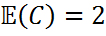 𝔼(𝐶) = 2